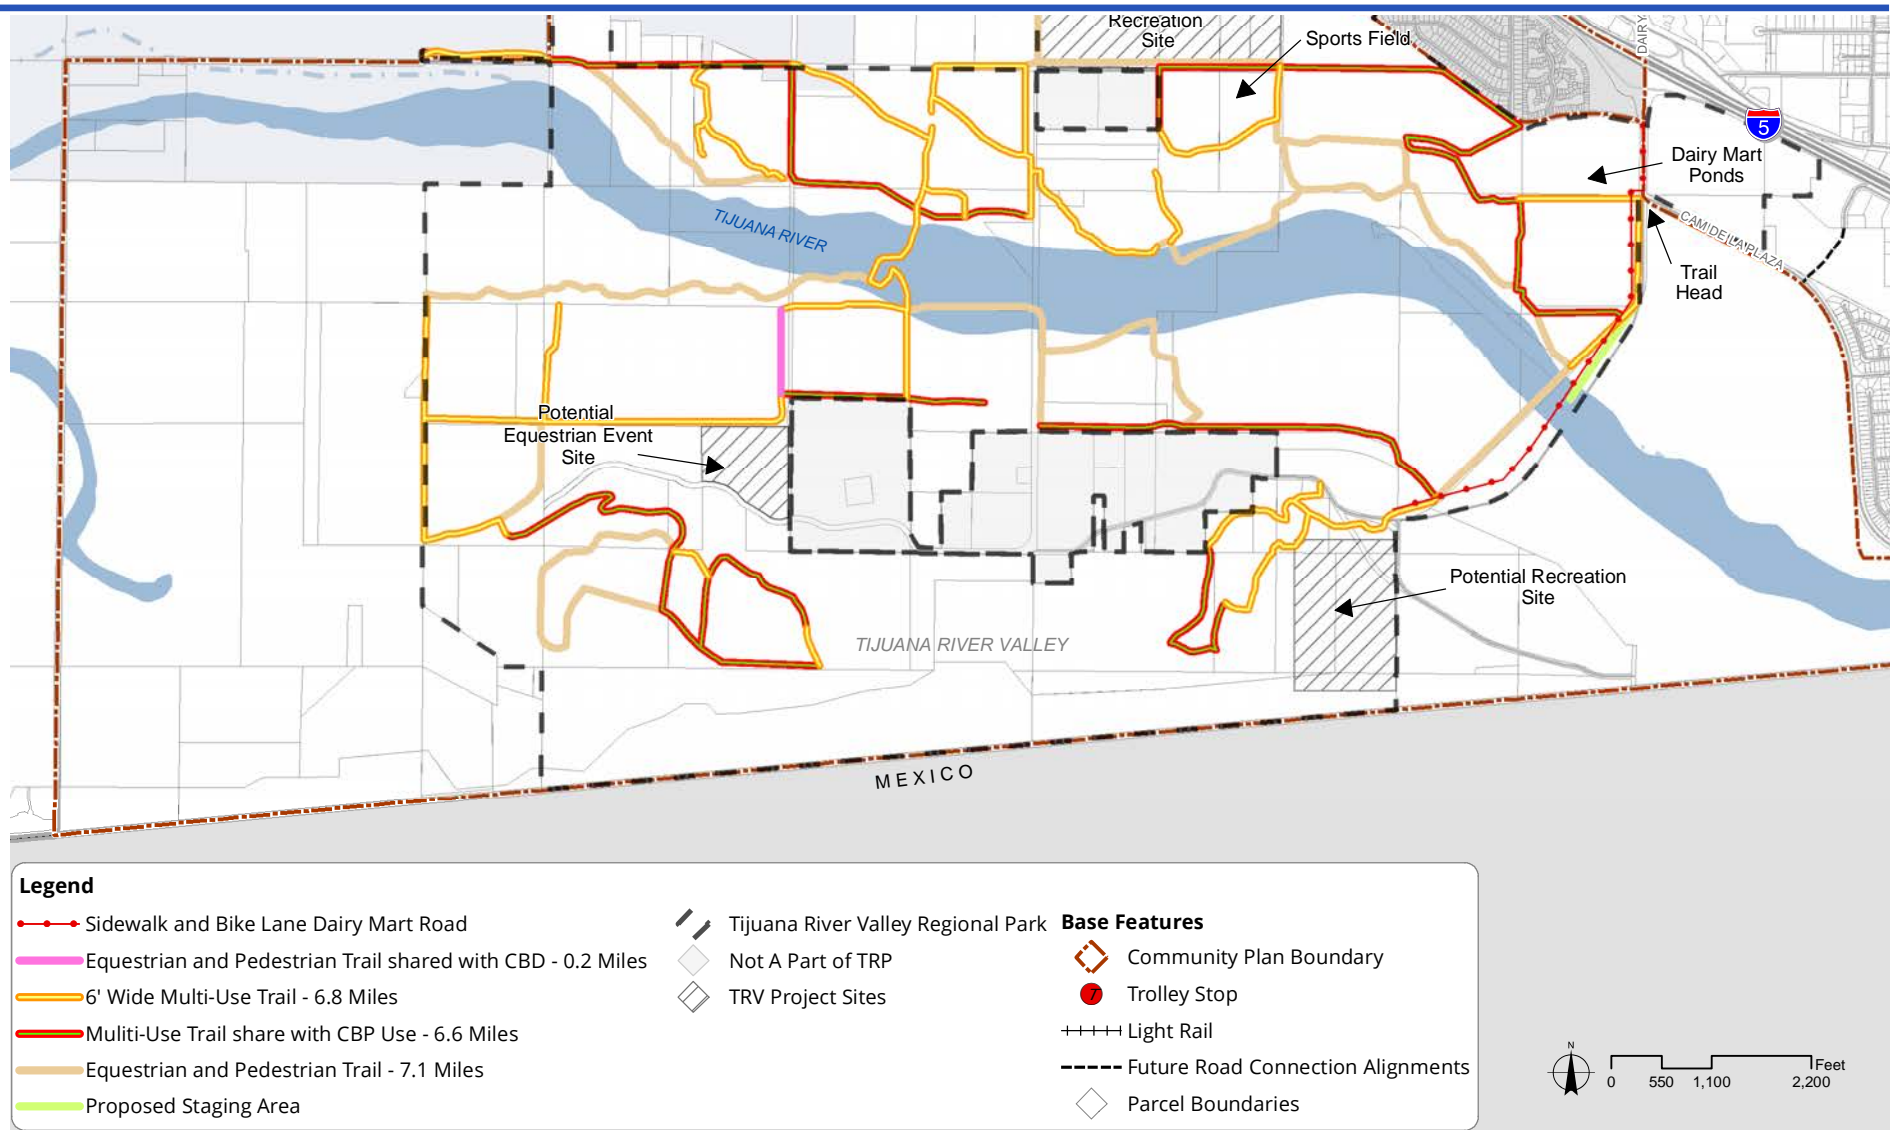 Recreation
Site
Sports Field
DAIRY
5
Dairy Mart
Ponds
CAMI DE LA PLAZA
TIJUANA RIVER
Trail
Head
Potential
Equestrian Event
Site
Potential Recreation
Site
TIJUANA RIVER VALLEY
MEXICO
Legend
Sidewalk and Bike Lane Dairy Mart Road
Equestrian and Pedestrian Trail shared with CBD - 0.2 Miles
6' Wide Multi-Use Trail - 6.8 Miles
Muliti-Use Trail share with CBP Use - 6.6 Miles
Equestrian and Pedestrian Trail - 7.1 Miles
Proposed Staging Area
Tijuana River Valley Regional Park
Not A Part of TRP
TRV Project Sites
Base Features
Community Plan Boundary
T Trolley Stop
Light Rail
Future Road Connection Alignments
Parcel Boundaries
N
Feet
0 550 1,100 2,200